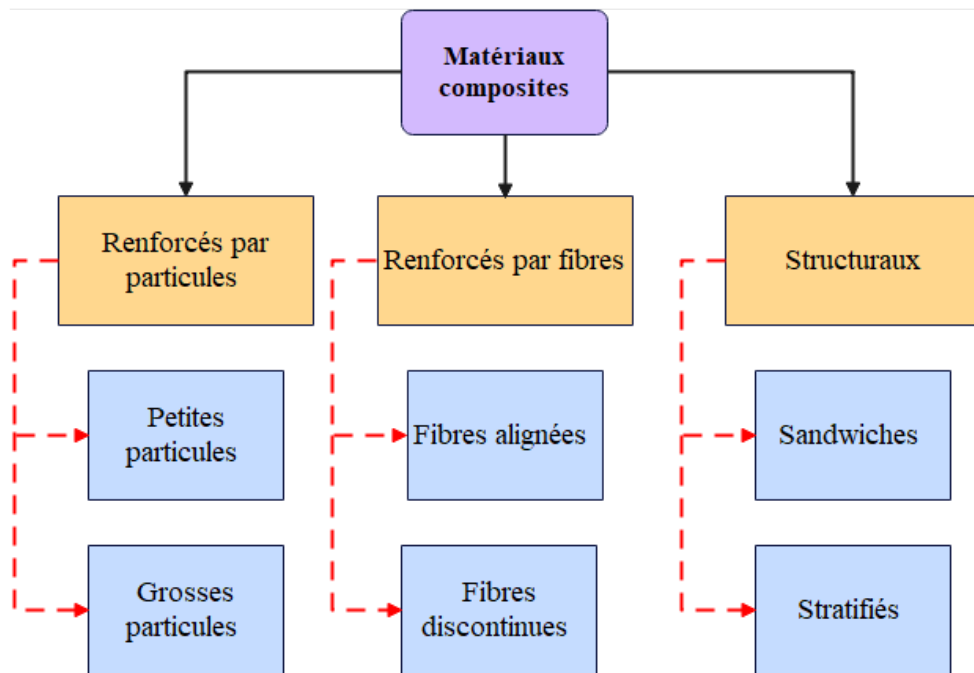 Matériaux
composites
Renforcés par
particules
Renforcés par fibres
Structuraux
Petites
particules
Fibres alignées
Sandwiches
Grosses
particules
Fibres
discontinues
Stratifiés